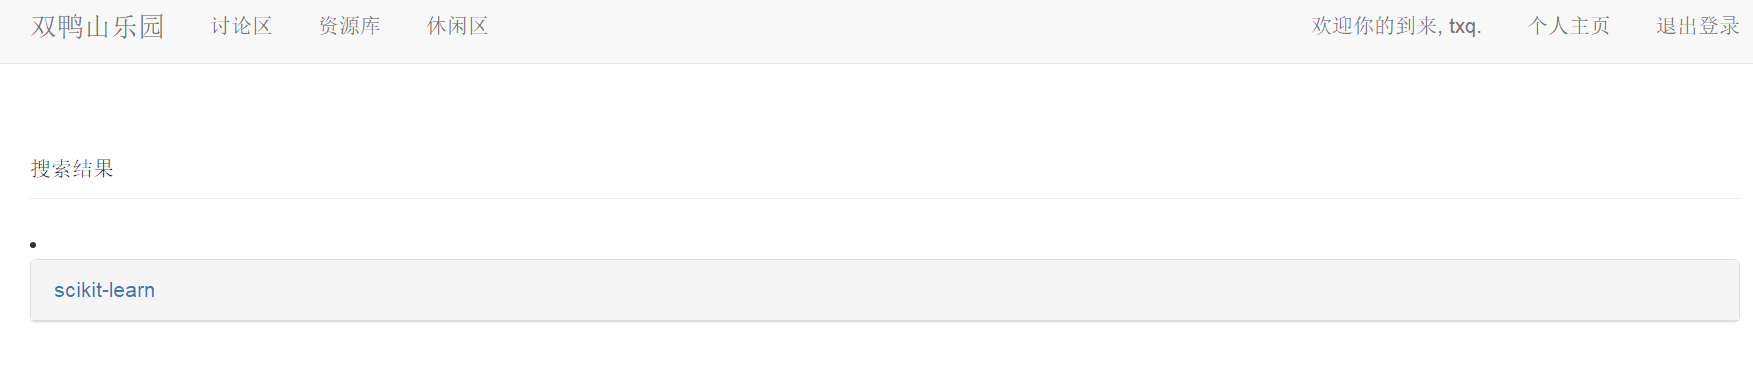 双鸭山乐园 讨论区 资源库 休闲区 欢迎你的到来, txq. 个人主页 退出登录
搜索结果
scikit-learn